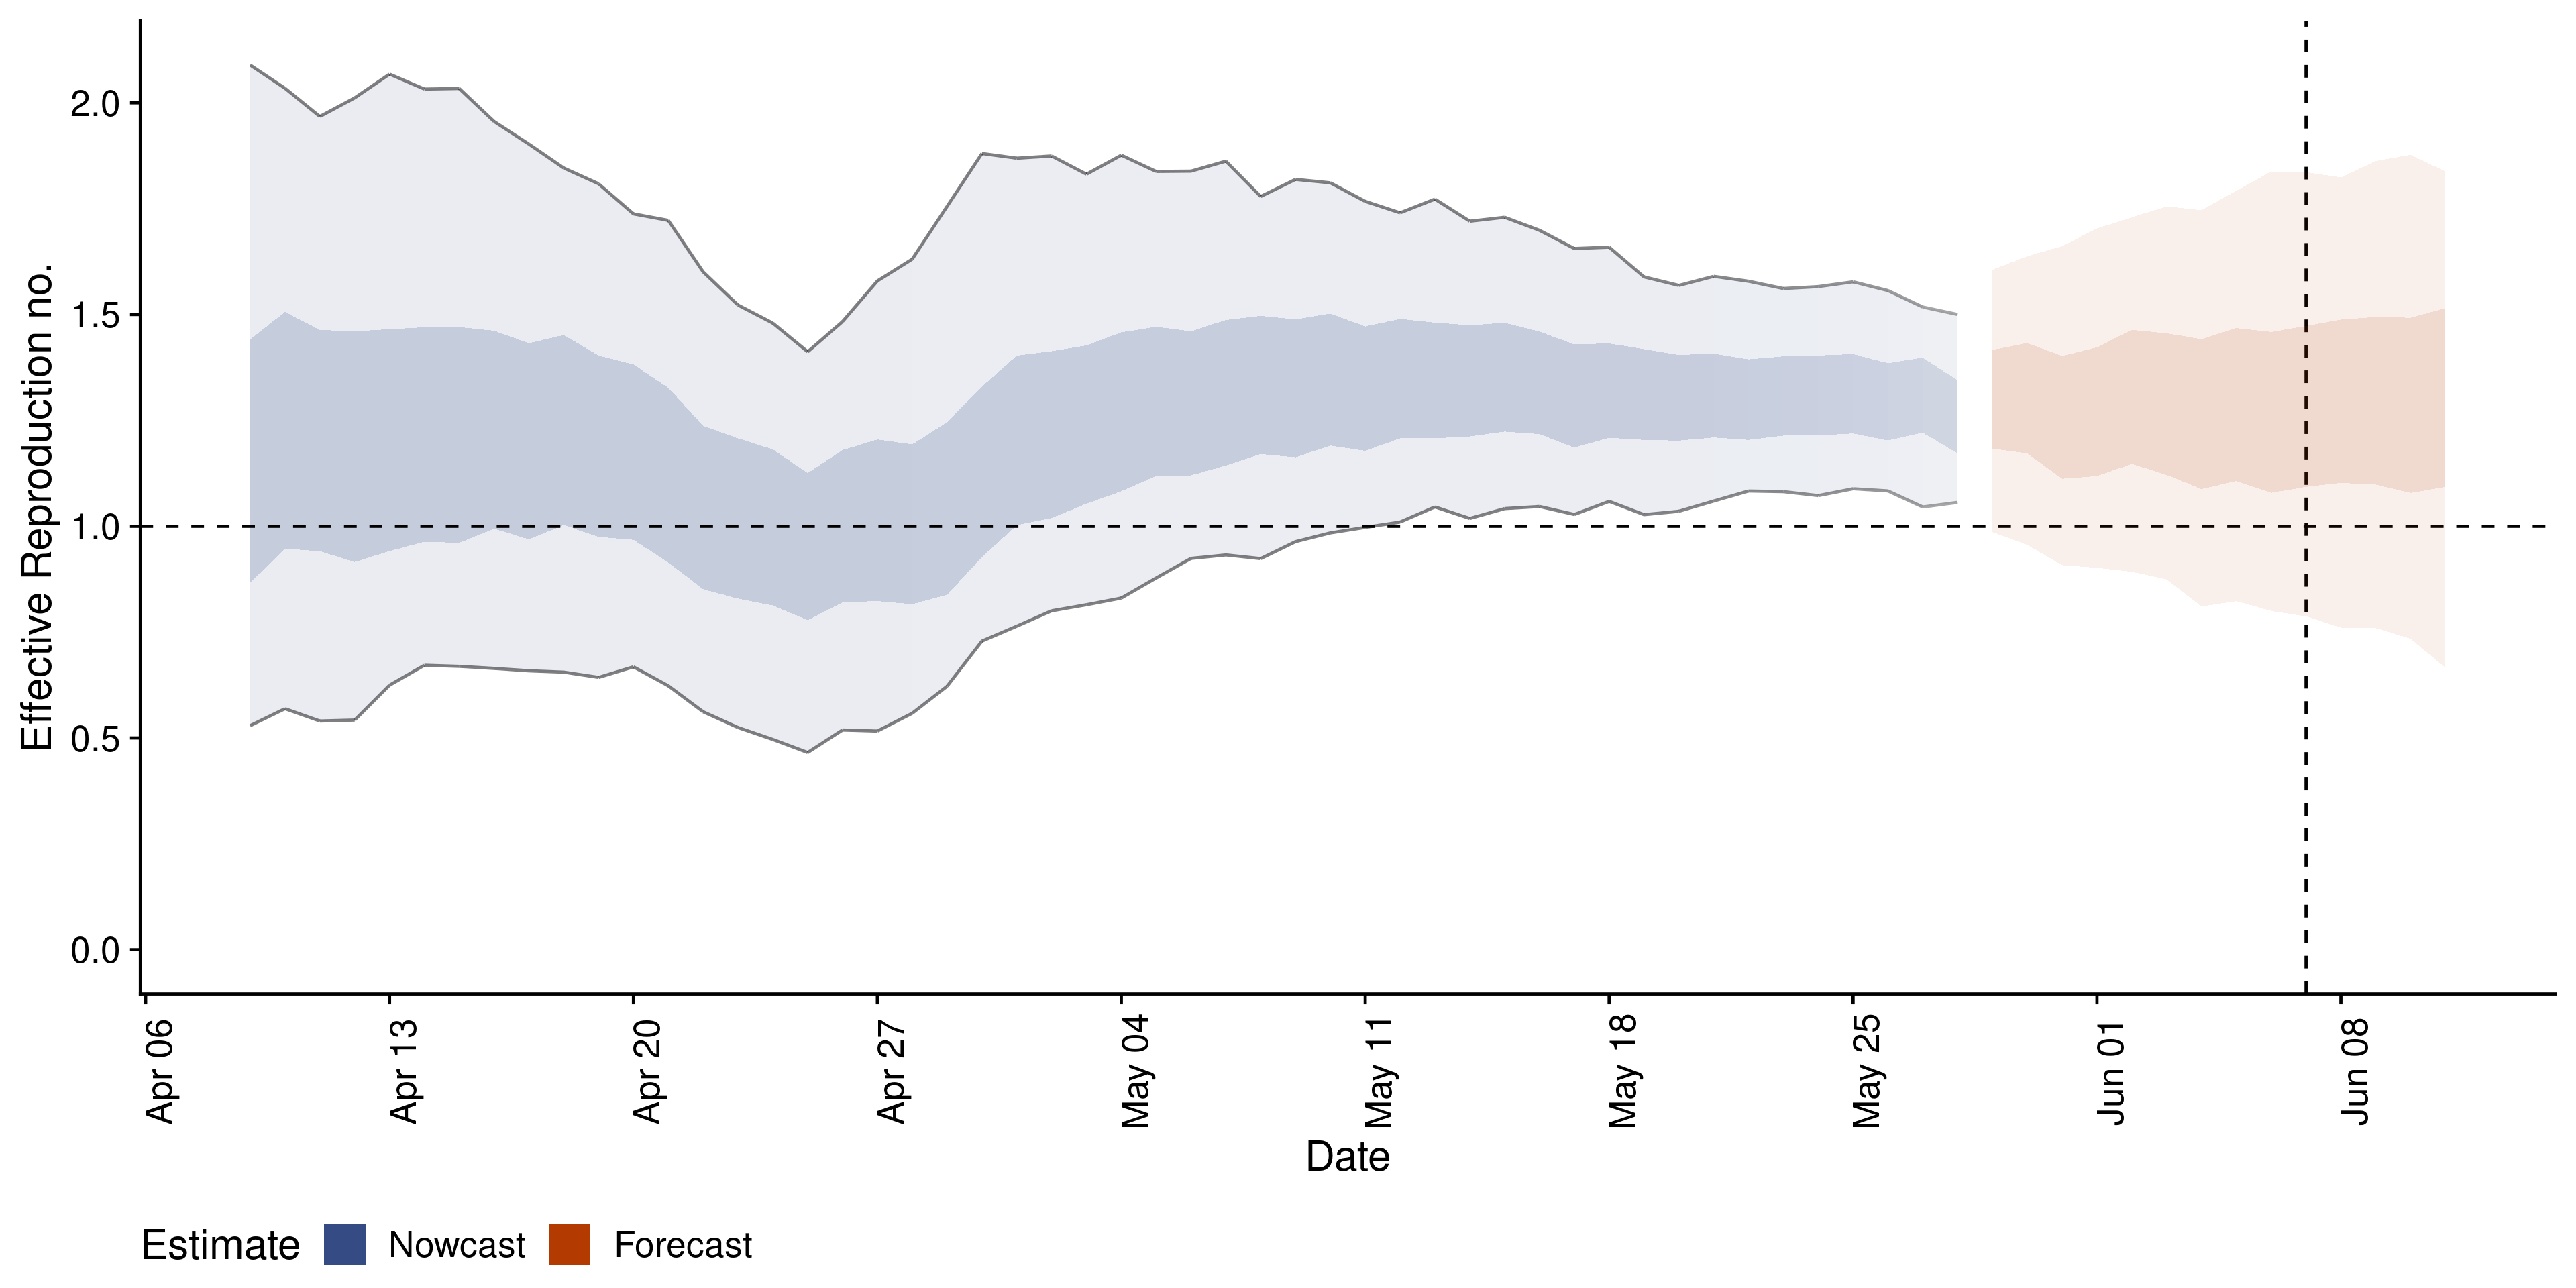 Effective Reproduction no.
2.0
1.5
1.0
0.5
0.0
Apr 06
Apr 13
Apr 20
Apr 27
May 04
May 11
May 18
May 25
Jun 01
Jun 08
Date
Estimate Nowcast Forecast